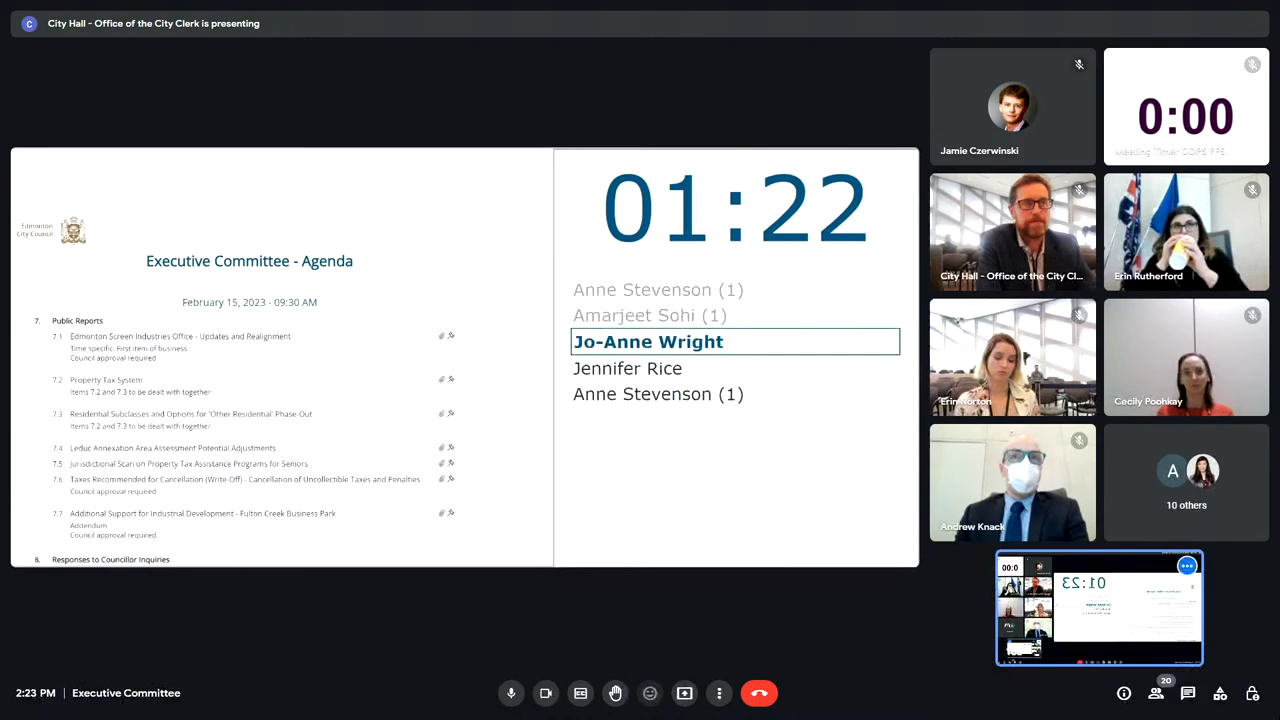 C
City Hall - Office of the City Clerk is presenting
Edmonton
City Council
Executive Committee - Agenda
February 15, 2023 - 09:30 AM
7. Public Reports
7.1 Edmonton Screen Industries Office - Updates and Realignment
Time specific: First item of business
Council approval required
7.2 Property Tax System
Items 7.2 and 7.3 to be dealt with together
7.3 Residential Subclasses and Options for 'Other Residential' Phase-Out
Items 7.2 and 7.3 to be dealt with together
7.4 Leduc Annexation Area Assessment Potential Adjustments
7.5 Jurisdictional Scan on Property Tax Assistance Programs for Seniors
7.6 Taxes Recommended for Cancellation (Write-Off) - Cancellation of Uncollectible Taxes and Penalties
Council approval required
7.7 Additional Support for Industrial Development - Fulton Creek Business Park
Addendum
Council approval required
8. Responses to Councillor Inquiries
01:22
Anne Stevenson (1)
Amarjeet Sohi (1)
Jo-Anne Wright
Jennifer Rice
Anne Stevenson (1)
Jamie Czerwinski
0:00
Meeting Timer
City Hall - Office of the City Cl...
Erin Rutherford
Erin Norton
Cecily Poohkay
Andrew Knack
A
10 others
01:23
2:23 PM | Executive Committee
20